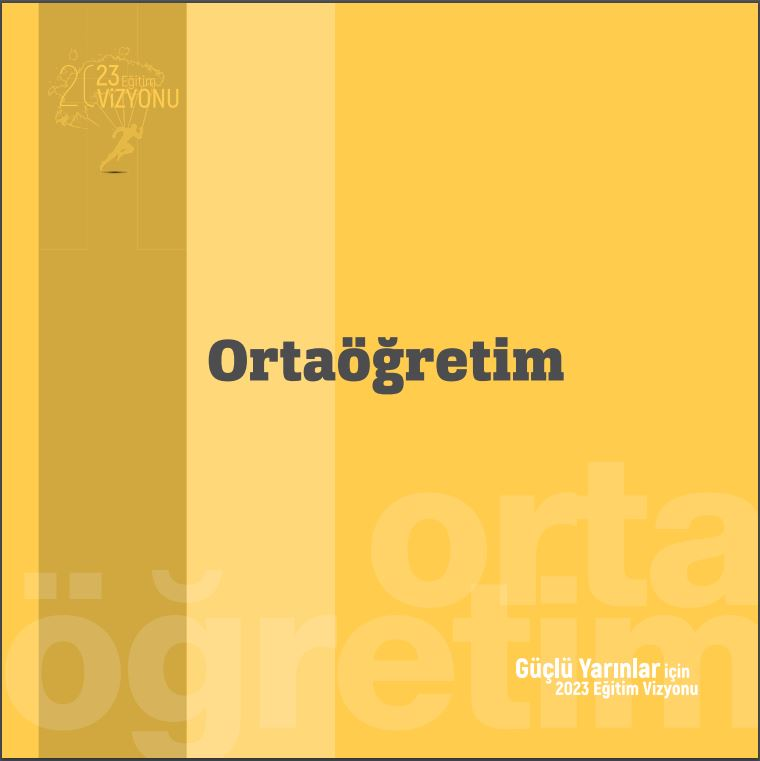 2023 Eğitim
VİZYONU
Ortaöğretim
orta
öğretim
Güçlü Yarınlar için
2023 Eğitim Vizyonu